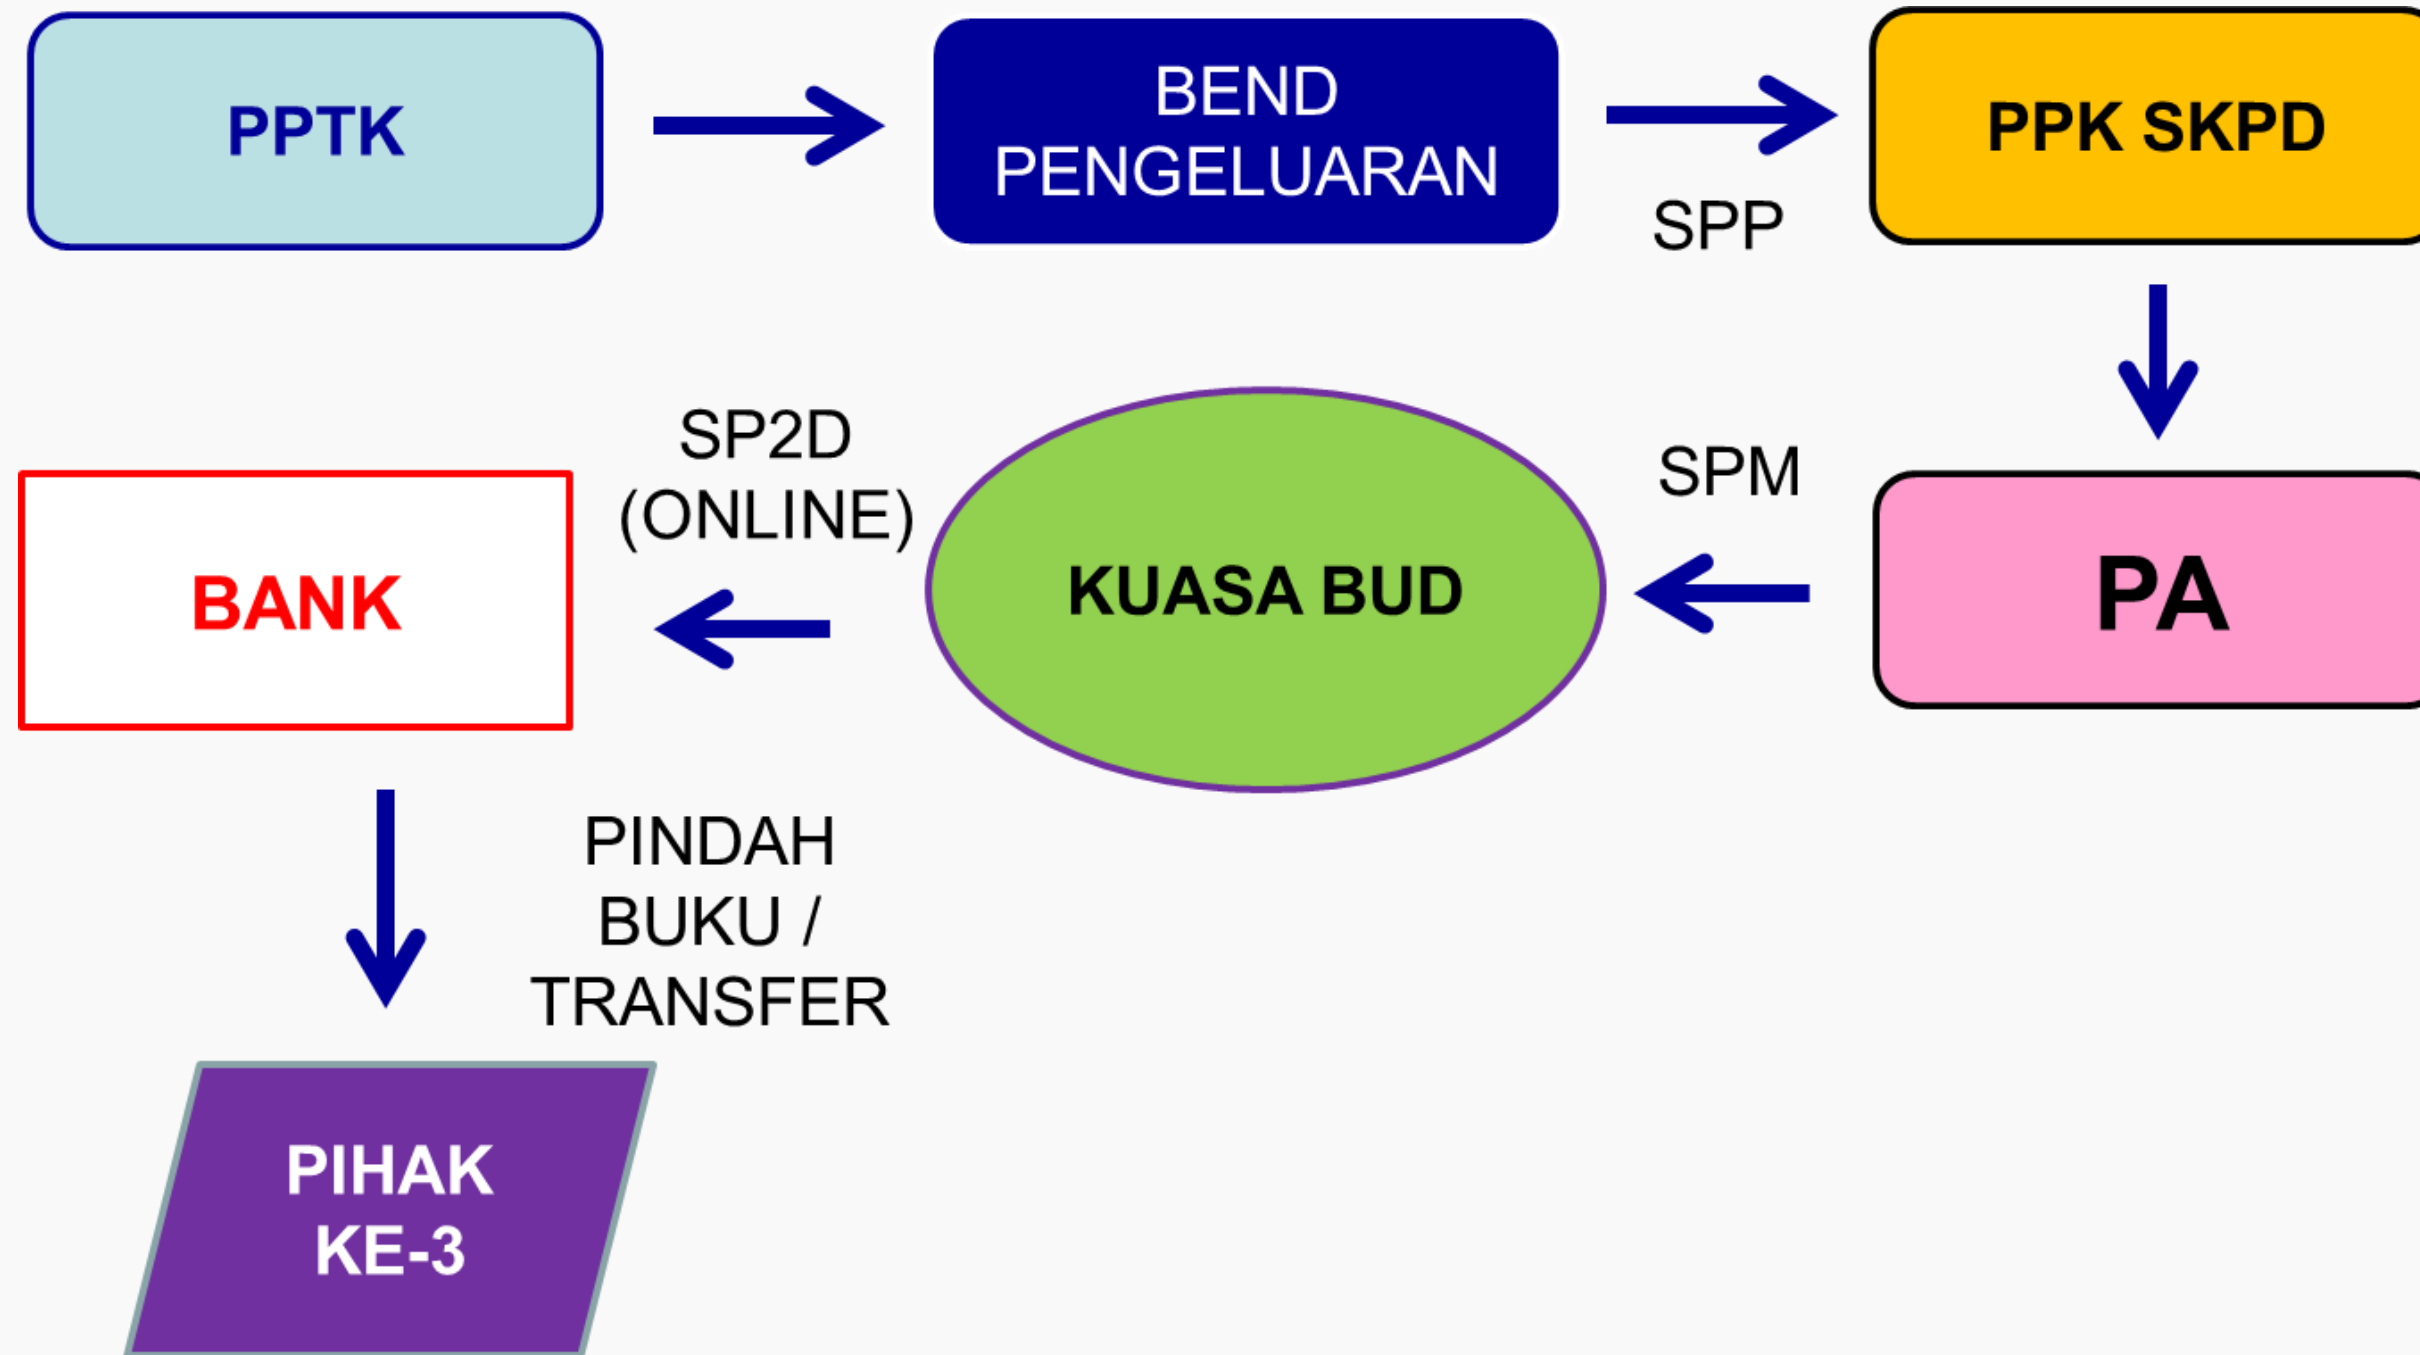 PPTK
BEND
PENGELUARAN
SPP
PPK SKPD
SP2D
(ONLINE)
SPM
BANK
KUASA BUD
PA
PINDAH
BUKU /
TRANSFER
PIHAK
KE-3